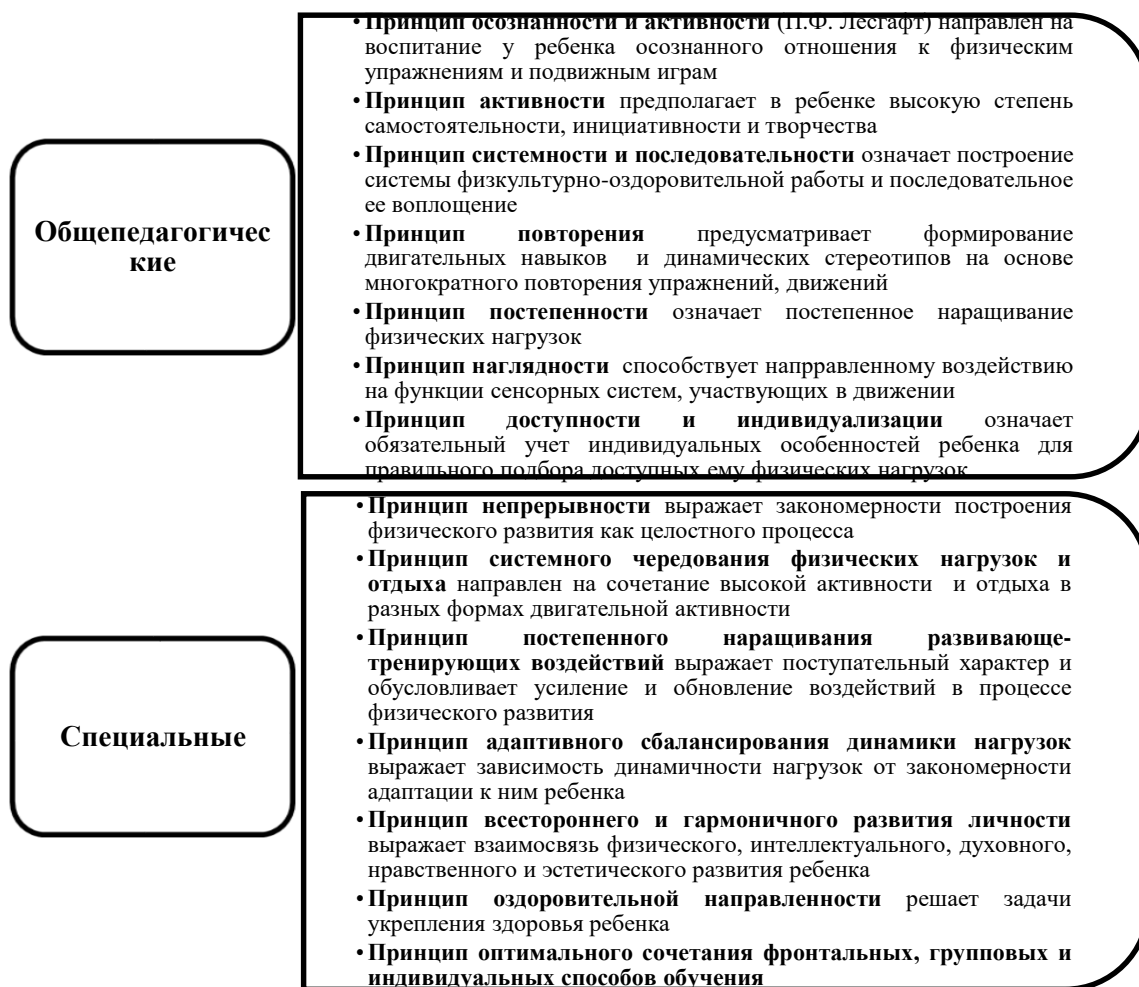 Общепедагогичес
кие
• Принцип осознанности и активности (П.Ф. Лесгафт) направлен на
воспитание у ребенка осознанного отношения к физическим
упражнениям и подвижным играм
• Принцип активности предполагает в ребенке высокую степень
самостоятельности, инициативности и творчества
• Принцип системности и последовательности означает построение
системы физкультурно-оздоровительной работы и последовательное
ее воплощение
• Принцип повторения предусматривает формирование
двигательных навыков и динамических стереотипов на основе
многократного повторения упражнений, движений
• Принцип постепенности означает постепенное наращивание
физических нагрузок
• Принцип наглядности способствует напрравленному воздействию
на функции сенсорных систем, участвующих в движении
• Принцип доступности и индивидуализации означает
обязательный учет индивидуальных особенностей ребенка для
правильного подбора доступных ему физических нагрузок
Специальные
• Принцип непрерывности выражает закономерности построения
физического развития как целостного процесса
• Принцип системного чередования физических нагрузок и
отдыха направлен на сочетание высокой активности и отдыха в
разных формах двигательной активности
• Принцип постепенного наращивания развивающе-
тренирующих воздействий выражает поступательный характер и
обусловливает усиление и обновление воздействий в процессе
физического развития
• Принцип адаптивного сбалансирования динамики нагрузок
выражает зависимость динамичности нагрузок от закономерности
адаптации к ним ребенка
• Принцип всестороннего и гармоничного развития личности
выражает взаимосвязь физического, интеллектуального, духовного,
нравственного и эстетического развития ребенка
• Принцип оздоровительной направленности решает задачи
укрепления здоровья ребенка
• Принцип оптимального сочетания фронтальных, групповых и
индивидуальных способов обучения